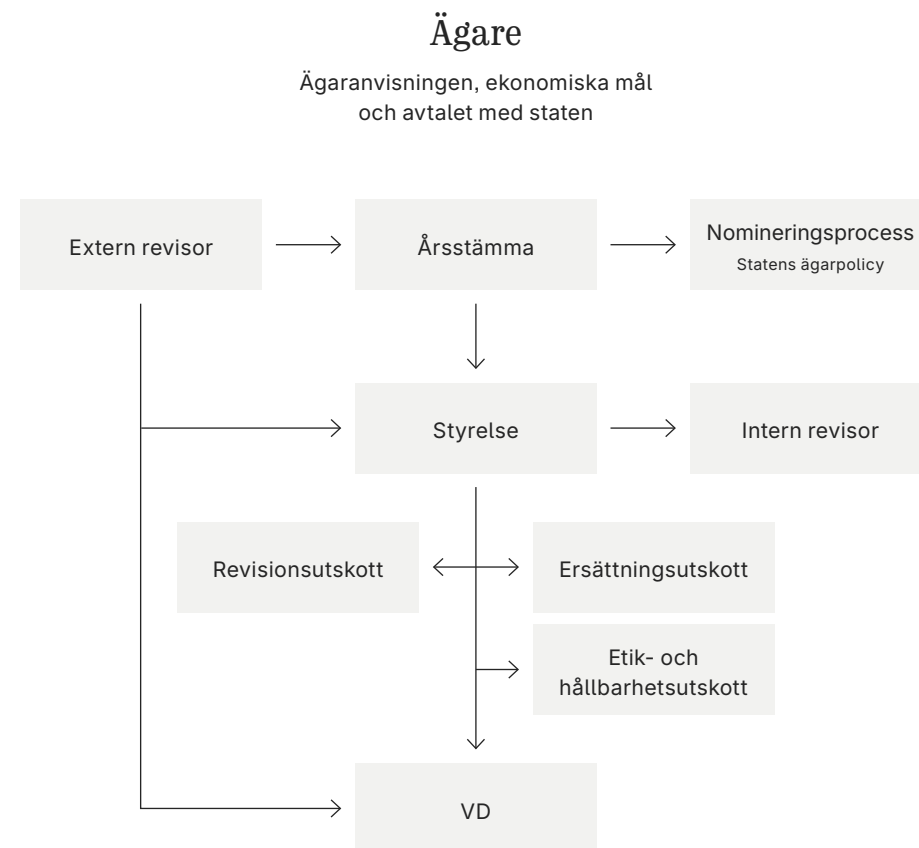 Ägare
Ägaranvisningen, ekonomiska mål
och avtalet med staten
Extern revisor
Årsstämma
Nomineringsprocess
Statens ägarpolicy
Styrelse
Intern revisor
Revisionsutskott
Ersättningsutskott
Etik- och
hållbarhetsutskott
VD